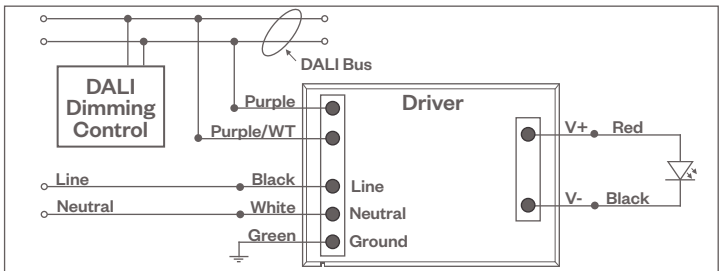 DALI Bus
DALI
Dimming
Control
Driver
Purple
Purple/WT
V+ Red
Line Black Line
V- Black
Neutral White Neutral
Green Ground